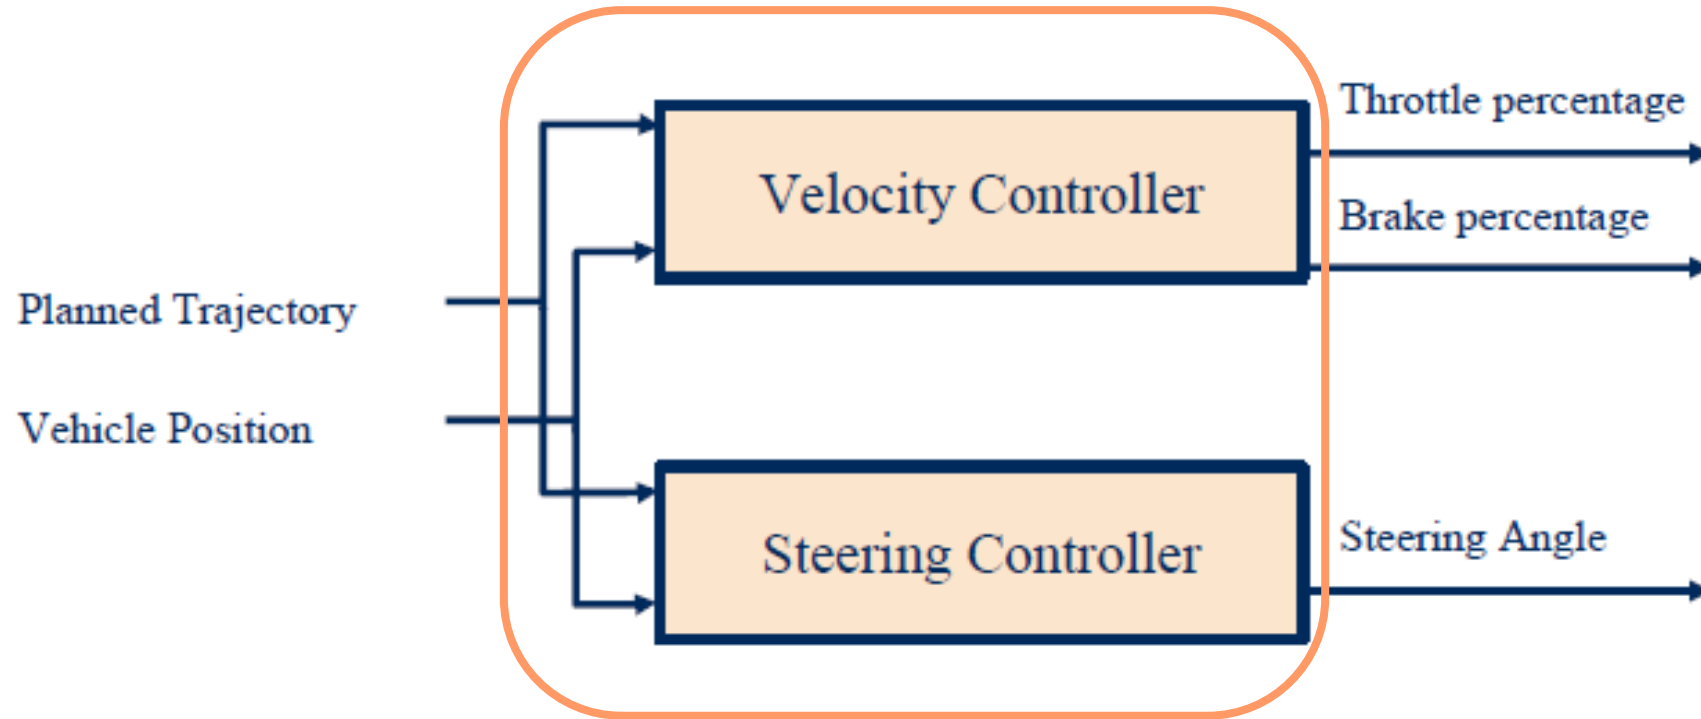 Planned Trajectory
Vehicle Position
Velocity Controller
Steering Controller
Throttle percentage
Brake percentage
Steering Angle